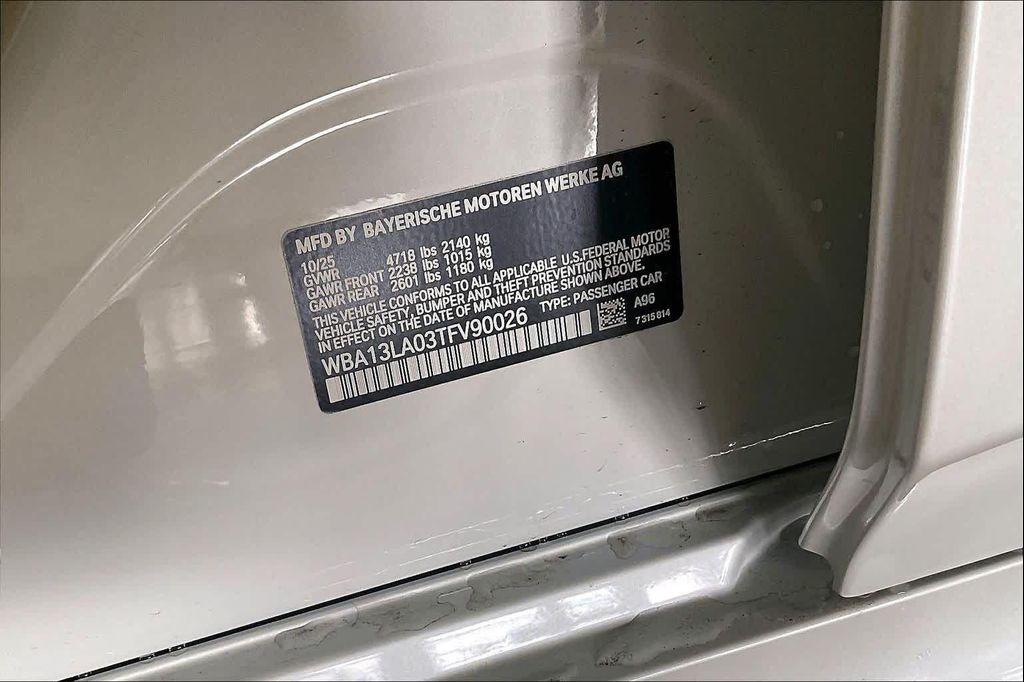 MFD BY BAYERISCHE MOTOREN WERKE AG
10/25
GVWR 4718 lbs 2140 kg
GAWR FRONT 2238 lbs 1015 kg
GAWR REAR 2601 lbs 1180 kg
THIS VEHICLE CONFORMS TO ALL APPLICABLE U.S.FEDERAL MOTOR
VEHICLE SAFETY, BUMPER AND THEFT PREVENTION STANDARDS
IN EFFECT ON THE DATE OF MANUFACTURE SHOWN ABOVE.
WBA13LA03TFV90026 TYPE: PASSENGER CAR
A96
7315814